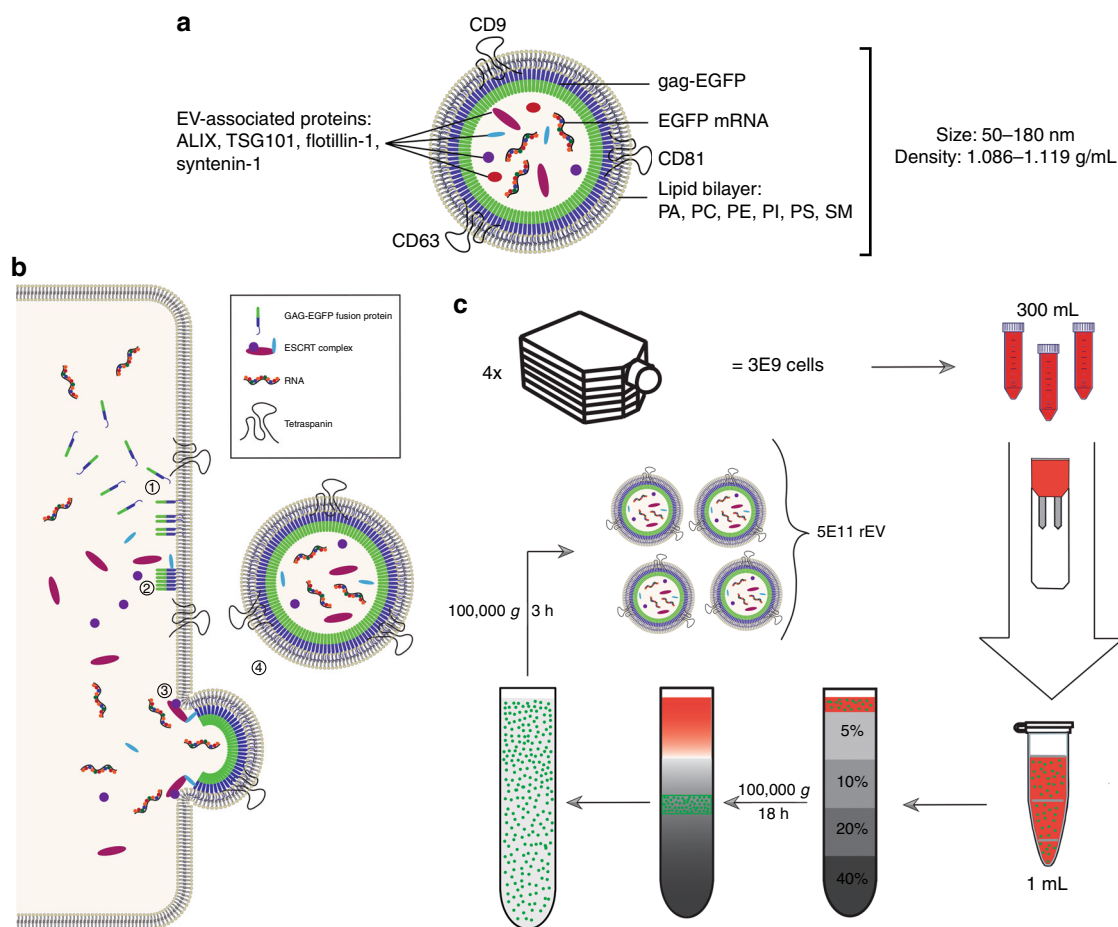 a
CD9
gag-EGFP
EV-associated proteins:
ALIX, TSG101, flotillin-1,
syntenin-1
EGFP mRNA
CD81
Lipid bilayer:
PA, PC, PE, PI, PS, SM
CD63
Size: 50–180 nm
Density: 1.086–1.119 g/mL
b
GAG-EGFP fusion protein
ESCRT complex
RNA
Tetraspanin
1
2
3
4
c
4x
= 3E9 cells
300 mL
5E11 rEV
100,000 g
3 h
5%
10%
20%
40%
100,000 g
18 h
1 mL